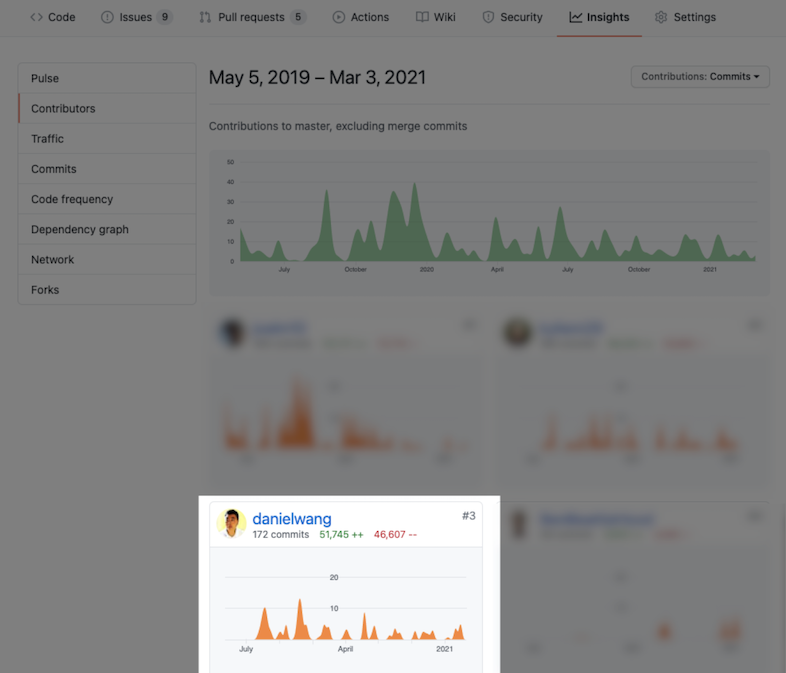 Code Issues 9 Pull requests 5 Actions Wiki Security Insights Settings
Pulse
Contributors
Traffic
Commits
Code frequency
Dependency graph
Network
Forks
May 5, 2019 – Mar 3, 2021
Contributions: Commits
Contributions to master, excluding merge commits
50
40
30
20
10
0
July October 2020 April July October 2021
danielwang #3
172 commits 51,745 ++ 46,607 --
20
10
July April 2021